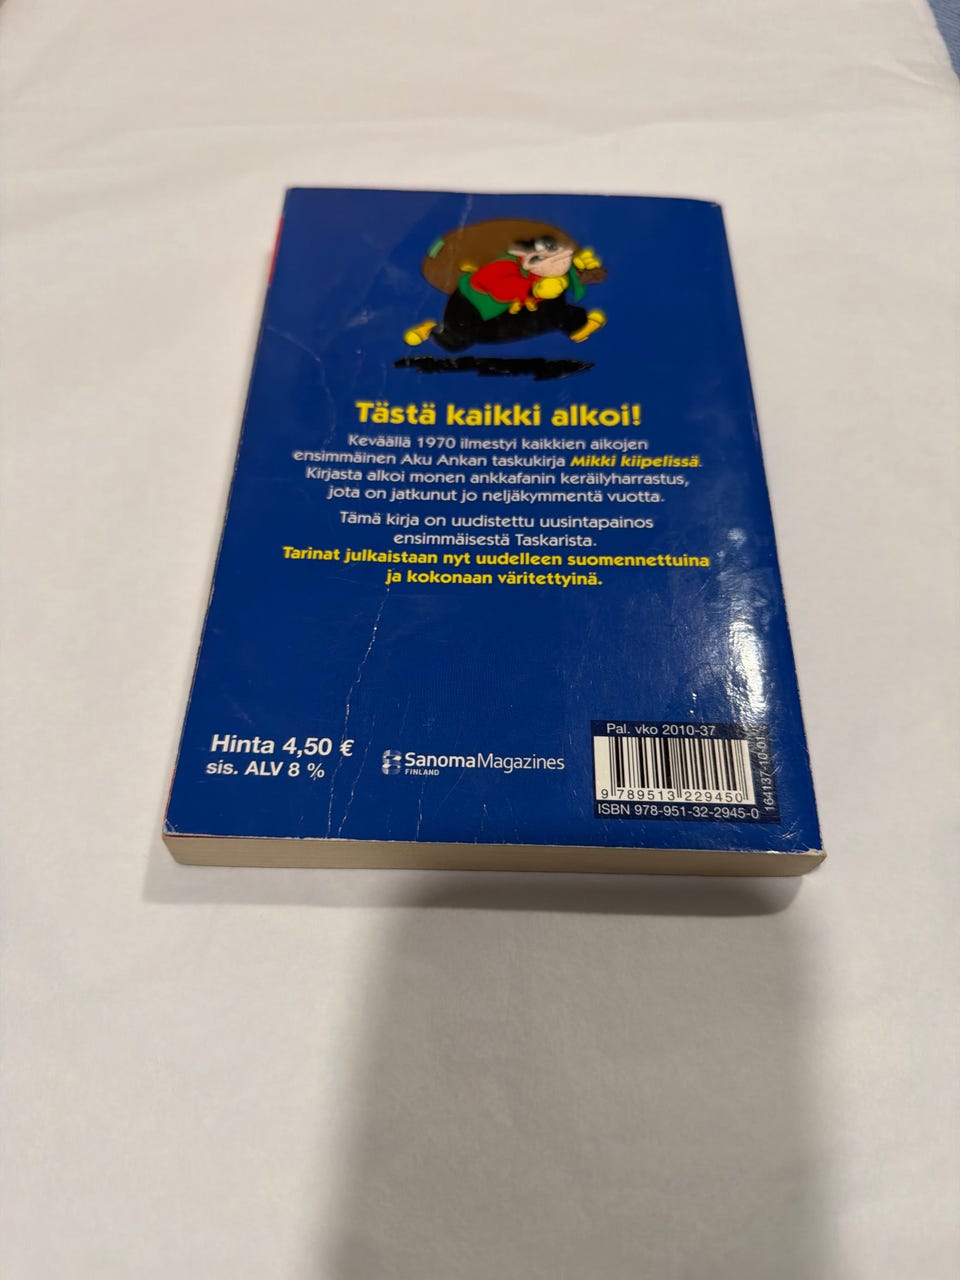 Tästä kaikki alkoi!
Keväällä 1970 ilmestyi kaikkien aikojen
ensimmäinen Aku Ankan taskukirja Mikki kiipelissä.
Kirjasta alkoi monen ankkafanin keräilyharrastus,
jota on jatkunut jo neljäkymmentä vuotta.
Tämä kirja on uudistettu uusintapainos
ensimmäisestä Taskarista.
Tarinat julkaistaan nyt uudelleen suomennettuina
ja kokonaan väritettyinä.
Hinta 4,50 €
sis. ALV 8 %
SanomaMagazines
FINLAND
Pal. vko 2010-37
9 789513 229450
ISBN 978-951-32-2945-0
164137-10-01